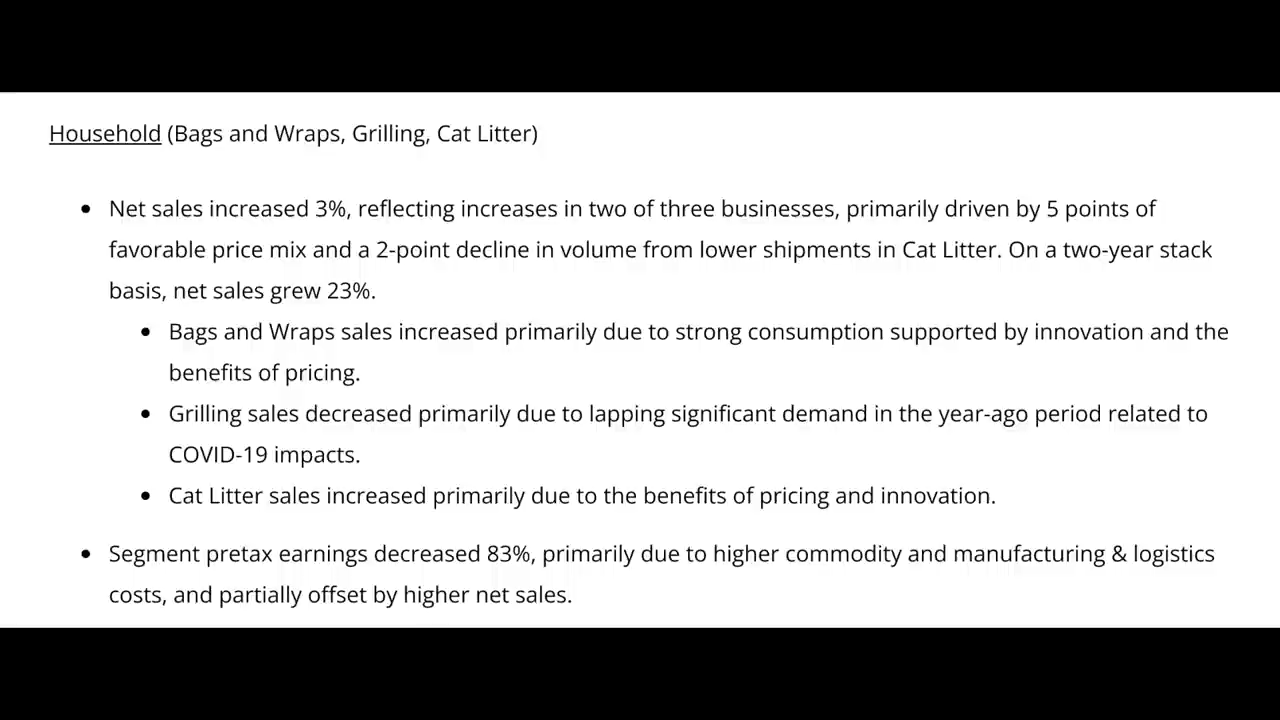 Household (Bags and Wraps, Grilling, Cat Litter)
• Net sales increased 3%, reflecting increases in two of three businesses, primarily driven by 5 points of
favorable price mix and a 2-point decline in volume from lower shipments in Cat Litter. On a two-year stack
basis, net sales grew 23%.
• Bags and Wraps sales increased primarily due to strong consumption supported by innovation and the
benefits of pricing.
• Grilling sales decreased primarily due to lapping significant demand in the year-ago period related to
COVID-19 impacts.
• Cat Litter sales increased primarily due to the benefits of pricing and innovation.
• Segment pretax earnings decreased 83%, primarily due to higher commodity and manufacturing & logistics
costs, and partially offset by higher net sales.